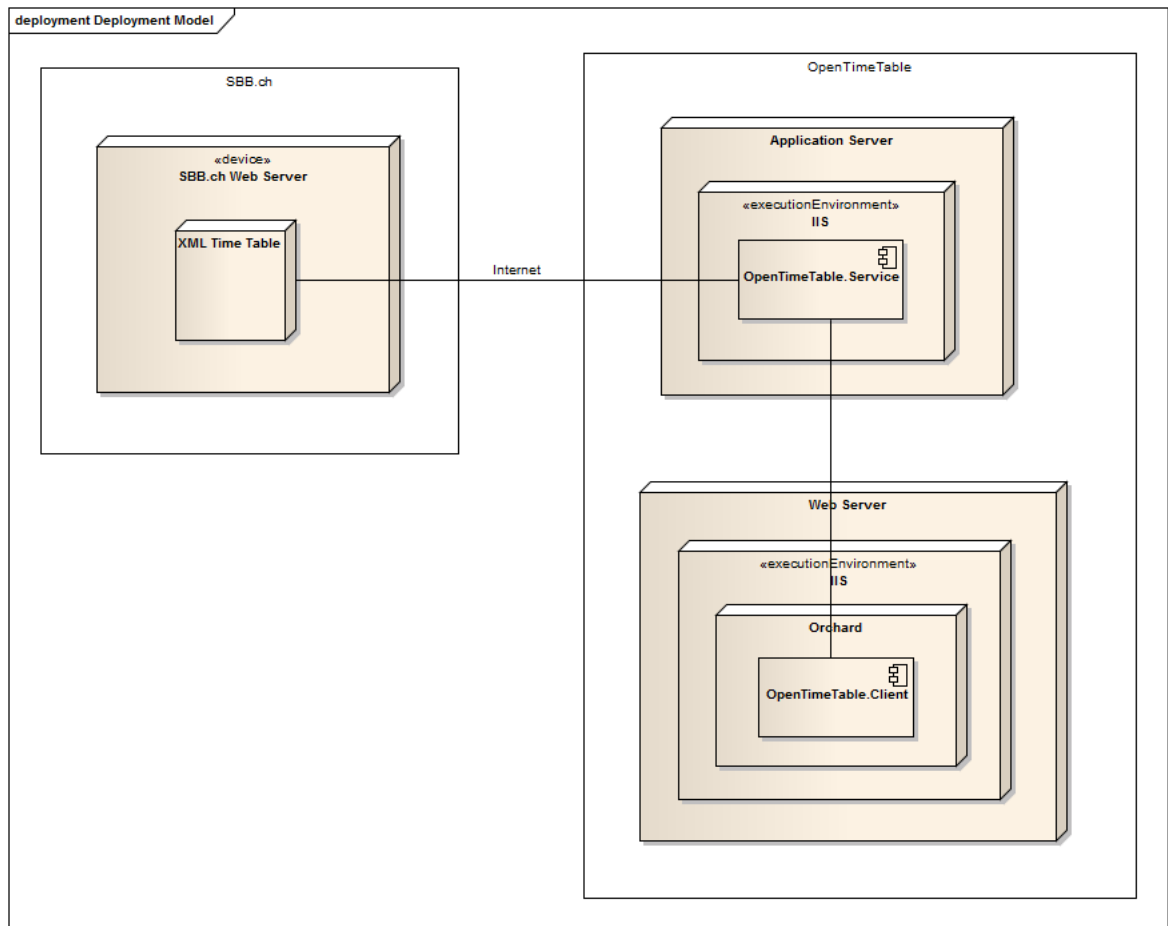 deployment Deployment Model
SBB.ch
«device»
SBB.ch Web Server
XML Time Table
Internet
OpenTimeTable
Application Server
«executionEnvironment»
IIS
OpenTimeTable.Service
Web Server
«executionEnvironment»
IIS
Orchard
OpenTimeTable.Client